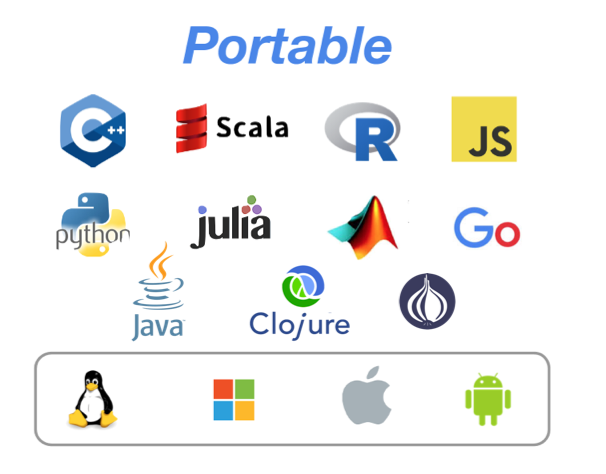 Portable
C++
Scala
R
JS
python
julia
Go
Java
Clojure